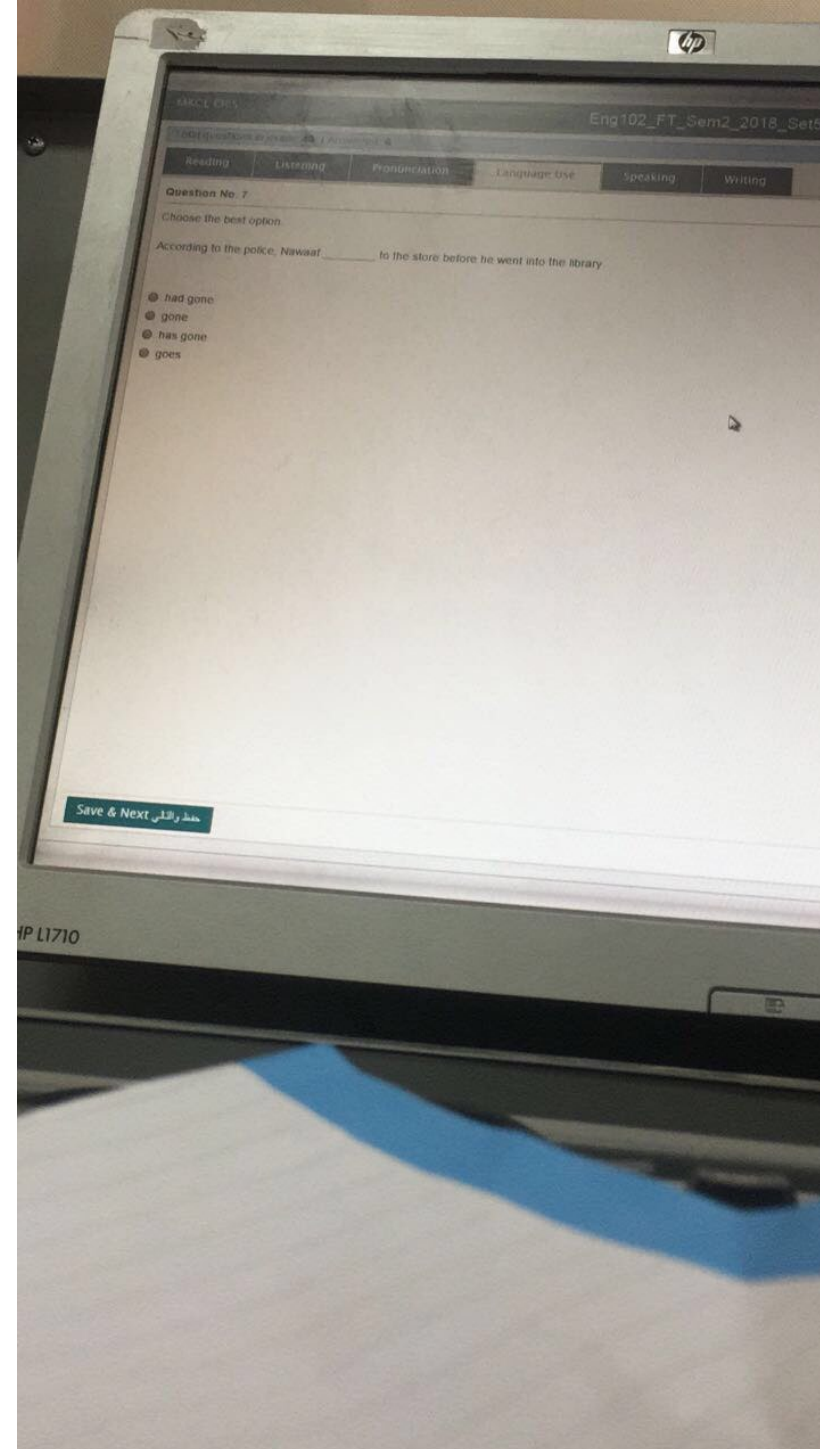 hp
MKCL OES
Eng102_FT_Sem2_2018_Set5
Reading Listening Pronunciation Language Use Speaking Writing
Question No. 7
Choose the best option.
According to the police, Nawaaf ________ to the store before he went into the library
had gone
gone
has gone
goes
Save & Next حفظ والتالي
HP L1710